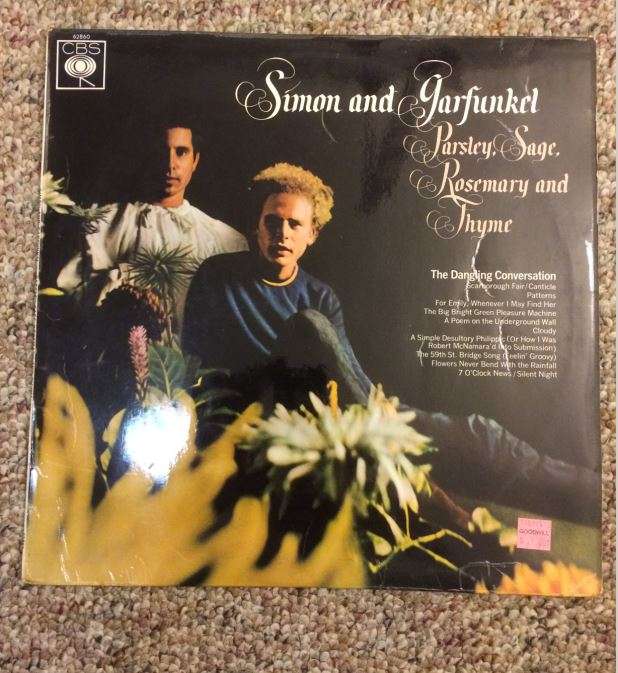 62860
CBS
Simon and Garfunkel
Parsley, Sage,
Rosemary and
Thyme
The Dangling Conversation
Scarborough Fair/Canticle
Patterns
For Emily, Whenever I May Find Her
The Big Bright Green Pleasure Machine
A Poem on the Underground Wall
Cloudy
A Simple Desultory Philippic (Or How I Was
Robert McNamara'd Into Submission)
The 59th St. Bridge Song (Feelin' Groovy)
Flowers Never Bend With the Rainfall
7 O'Clock News/Silent Night
GOODWILL